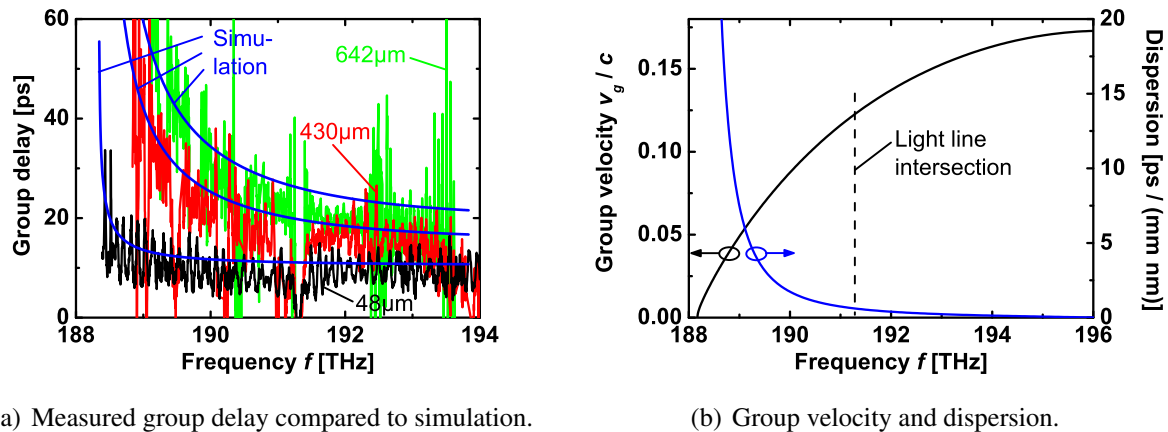 60
40
20
0
Group delay [ps]
Simu-
lation
642µm
430µm
48µm
188
190
192
194
Frequency f [THz]
0.15
0.10
0.05
0.00
Group velocity vg / c
Light line
intersection
20
15
10
5
0
Dispersion [ps / (mm nm)]
188
190
192
194
196
Frequency f [THz]
a) Measured group delay compared to simulation.
(b) Group velocity and dispersion.